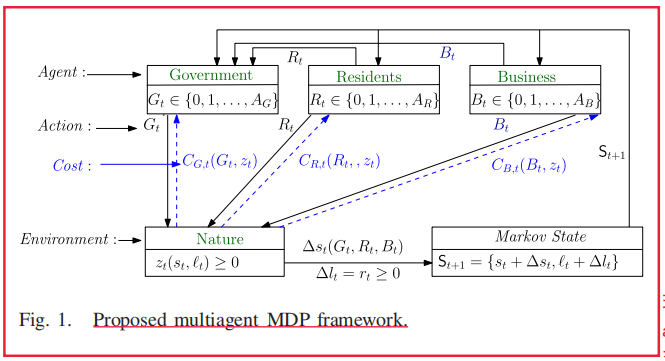 R_t
B_t
Agent :
Government
Residents
Business
G_t ∈ {0, 1, . . . , A_G}
R_t ∈ {0, 1, . . . , A_R}
B_t ∈ {0, 1, . . . , A_B}
Action :
G_t
R_t
B_t
Cost :
C_{G,t}(G_t, z_t)
C_{R,t}(R_t, , z_t)
C_{B,t}(B_t, z_t)
S_{t+1}
Environment :
Nature
z_t(s_t, ℓ_t) ≥ 0
Δs_t(G_t, R_t, B_t)
Δl_t = r_t ≥ 0
Markov State
S_{t+1} = {s_t + Δs_t, ℓ_t + Δl_t}
Fig. 1. Proposed multiagent MDP framework.